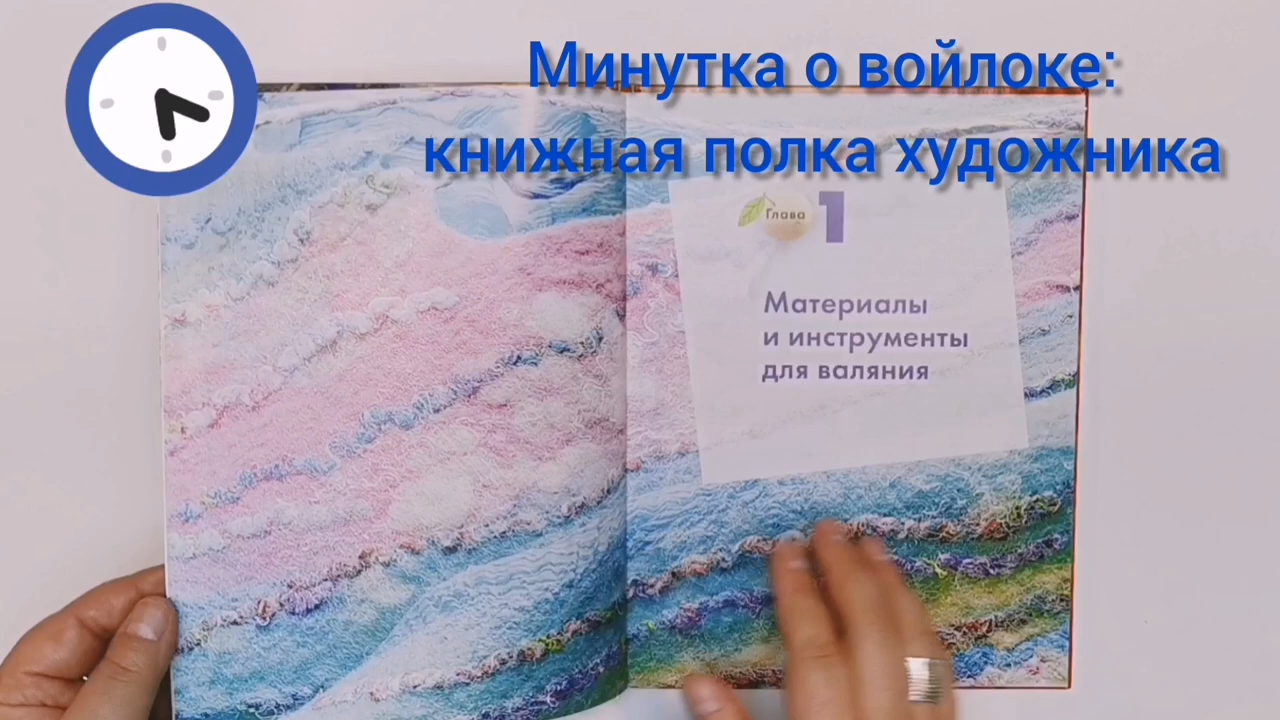 Минутка о войлоке:
книжная полка художника
Глава 1
Материалы
и инструменты
для валяния